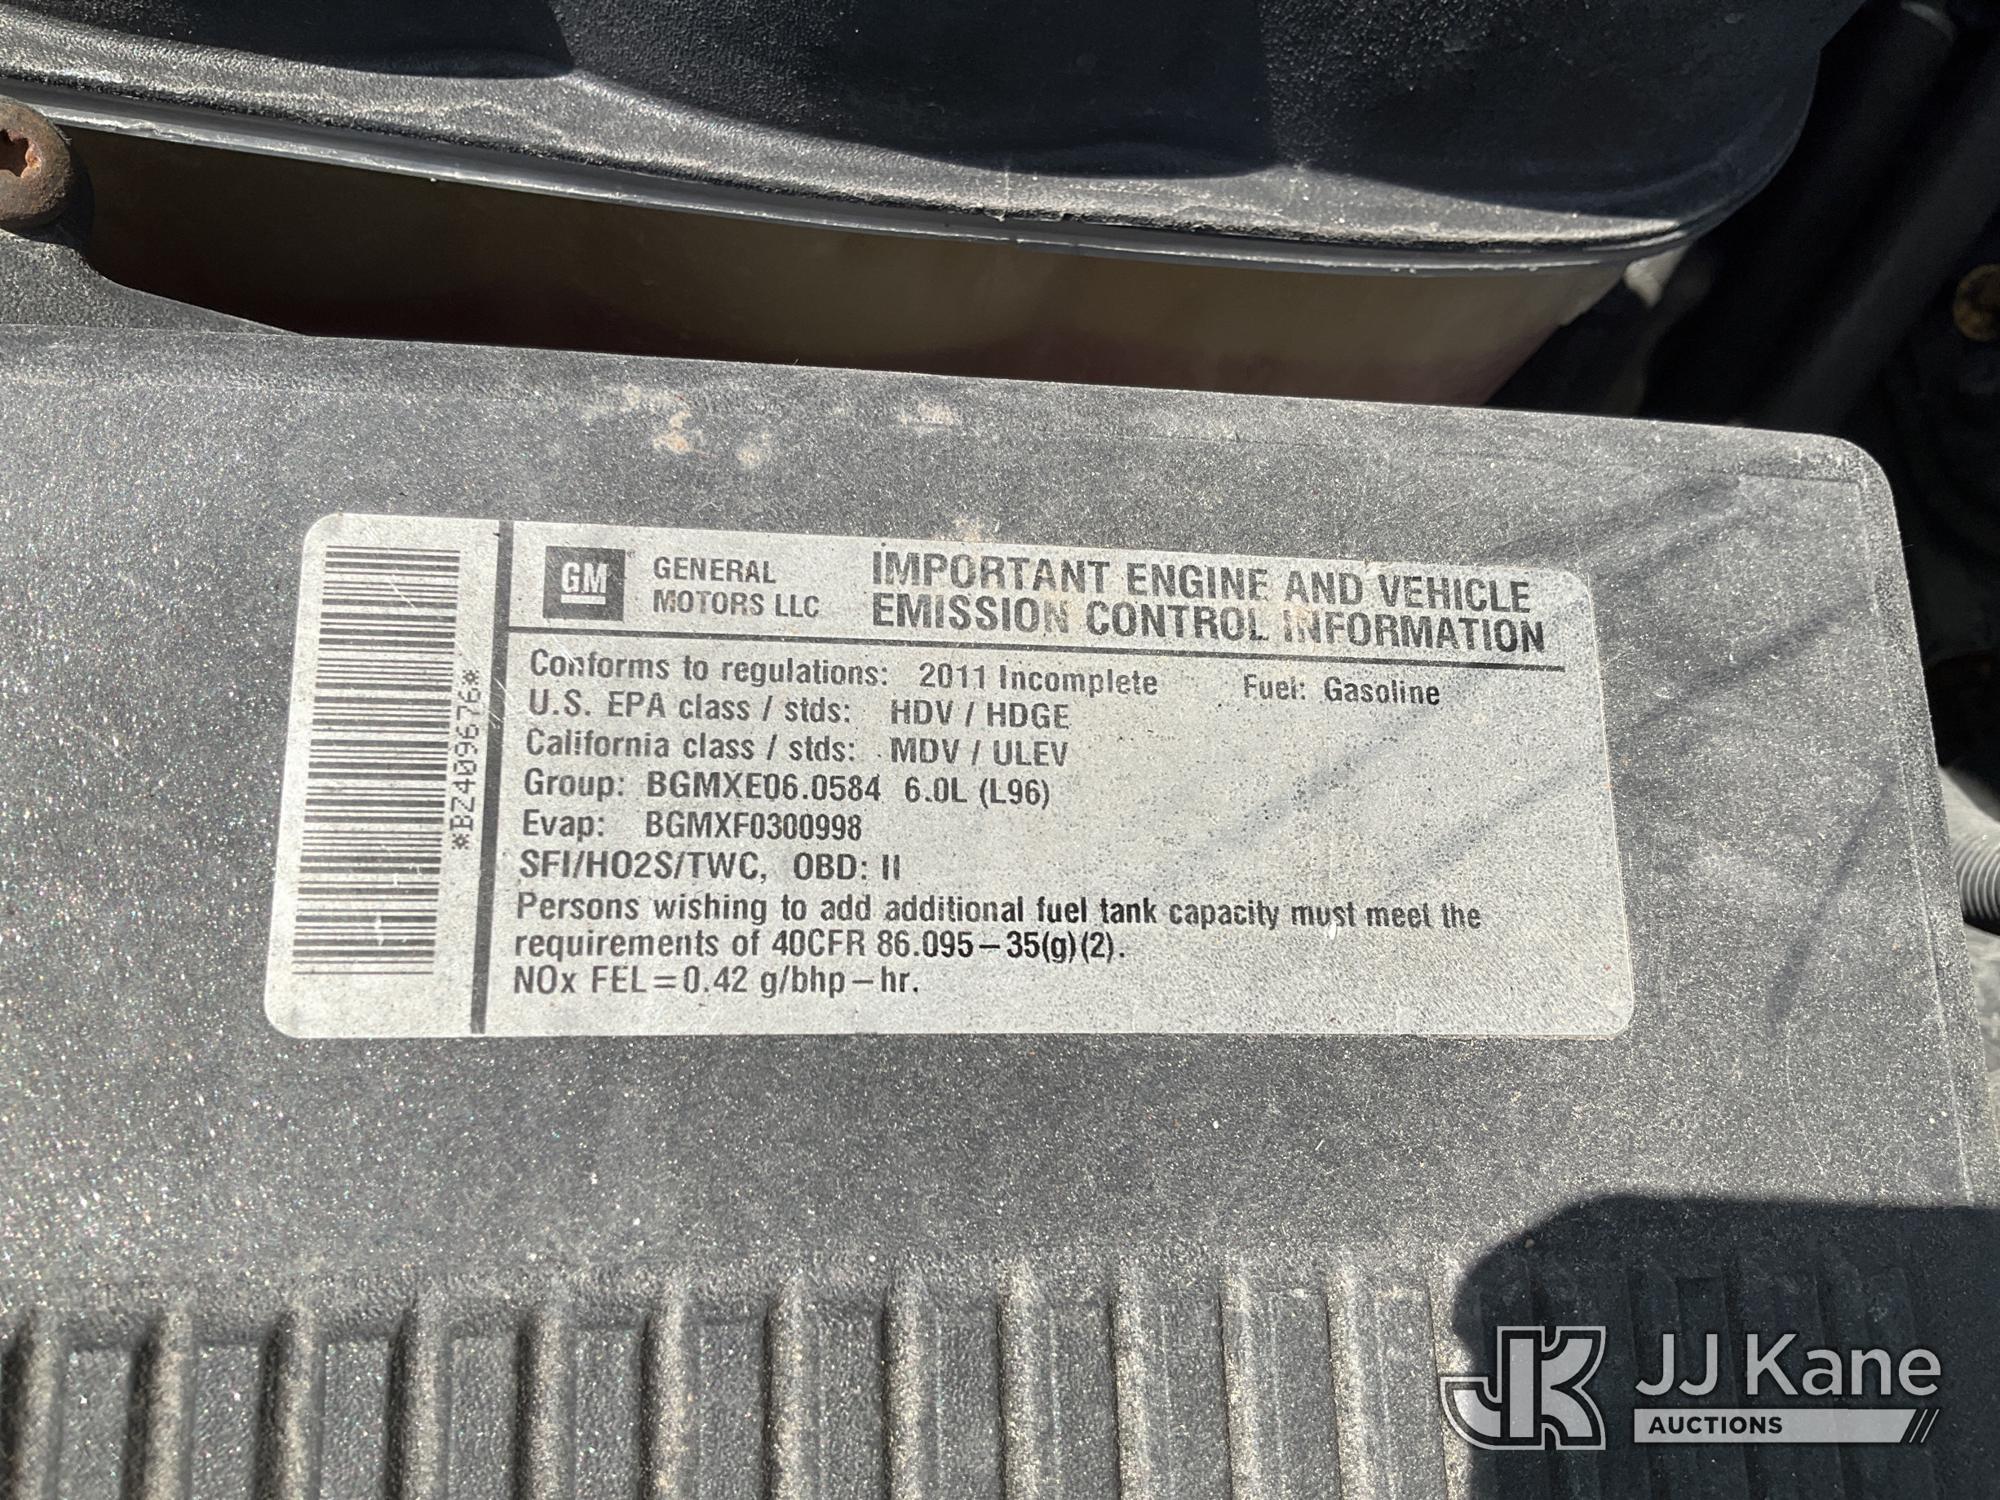 *BZ409676*
GM
GENERAL
MOTORS LLC
IMPORTANT ENGINE AND VEHICLE
EMISSION CONTROL INFORMATION
Conforms to regulations: 2011 Incomplete Fuel: Gasoline
U.S. EPA class / stds: HDV / HDGE
California class / stds: MDV / ULEV
Group: BGMXE06.0584 6.0L (L96)
Evap: BGMXF0300998
SFI/HO2S/TWC, OBD: II
Persons wishing to add additional fuel tank capacity must meet the
requirements of 40CFR 86.095–35(g)(2).
NOx FEL=0.42 g/bhp–hr.
JK
JJ Kane
AUCTIONS